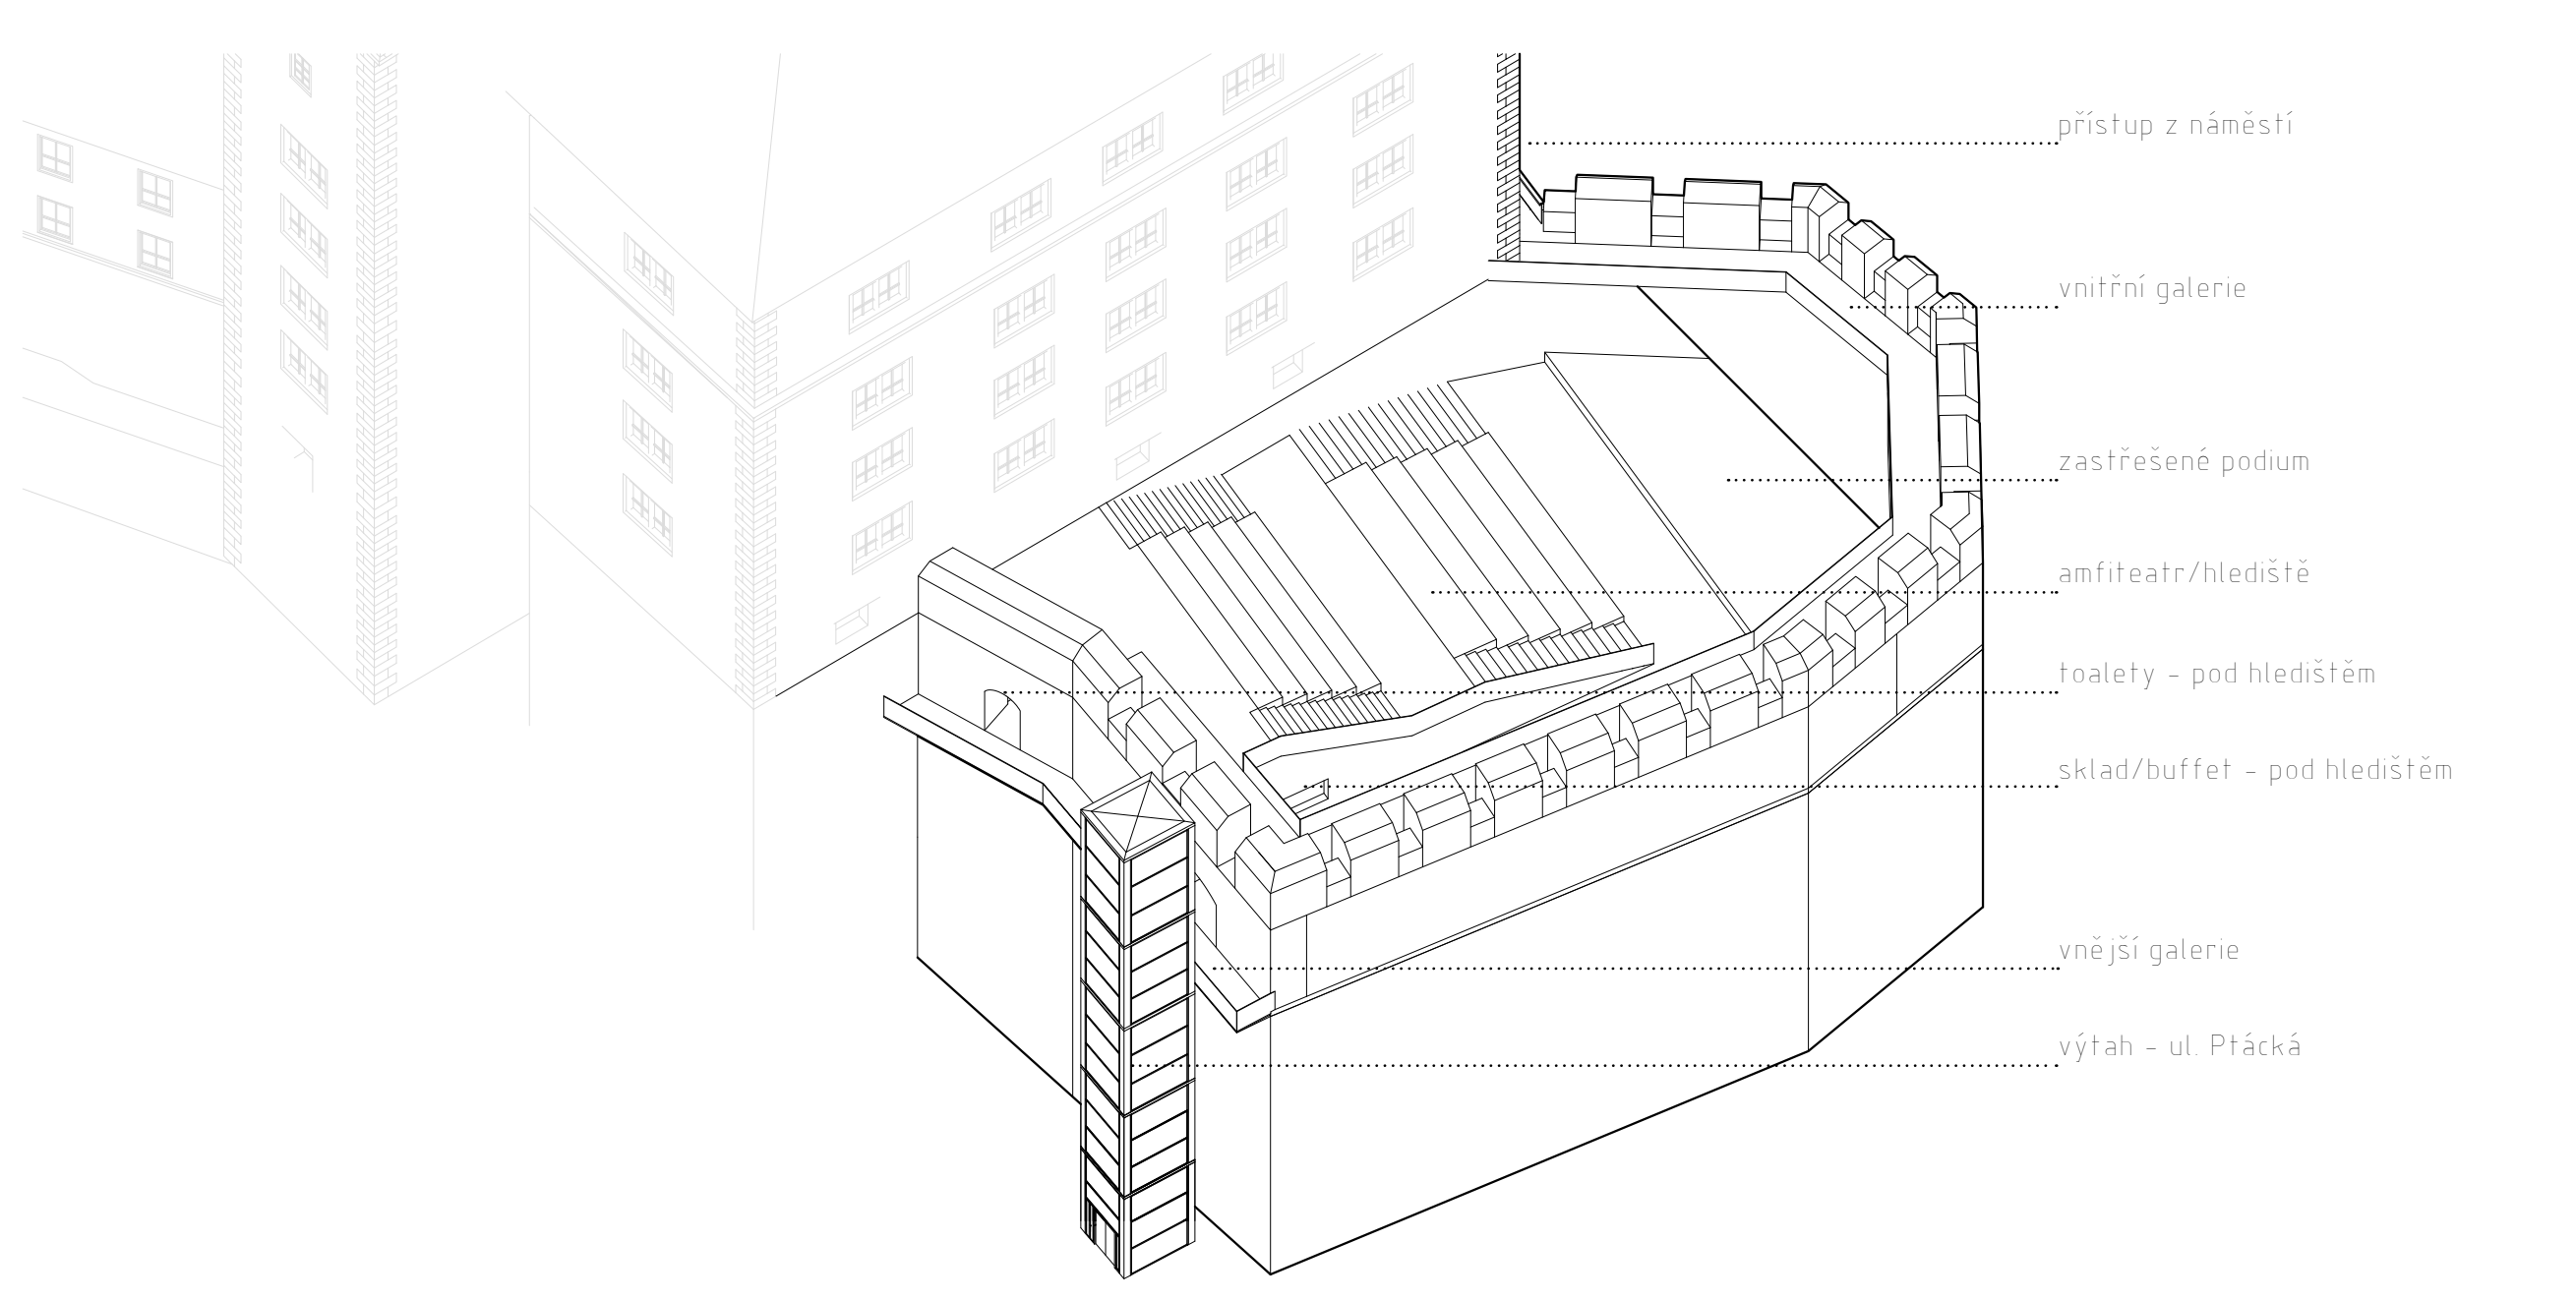 přístup z náměstí
vnitřní galerie
zastřešené podium
amfiteatr/hlediště
toalety - pod hledištěm
sklad/buffet - pod hledištěm
vnější galerie
výtah - ul. Ptácká